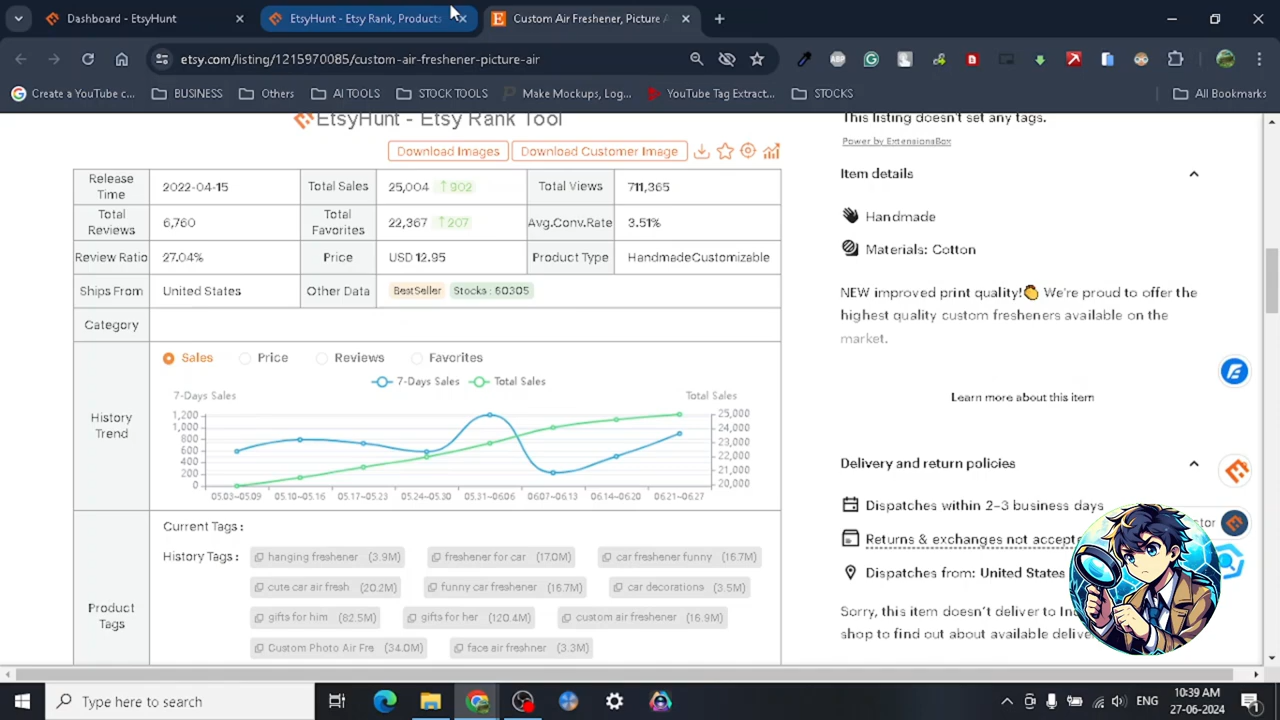 Dashboard - EtsyHunt
EtsyHunt - Etsy Rank, Products
Custom Air Freshener, Picture A
etsy.com/listing/1215970085/custom-air-freshener-picture-air
Create a YouTube c...
BUSINESS
Others
AI TOOLS
STOCK TOOLS
Make Mockups, Log...
YouTube Tag Extract...
STOCKS
All Bookmarks
EtsyHunt - Etsy Rank Tool
Download Images
Download Customer Image
Release Time 2022-04-15 Total Sales 25,004 ↑902 Total Views 711,365
Total Reviews 6,760 Total Favorites 22,367 ↑207 Avg.Conv.Rate 3.51%
Review Ratio 27.04% Price USD 12.95 Product Type HandmadeCustomizable
Ships From United States Other Data BestSeller Stocks : 60305
Category
History Trend
Sales Price Reviews Favorites
7-Days Sales Total Sales
7-Days Sales Total Sales
1,200 25,000
1,000 24,000
800 23,000
600 22,000
400 21,000
200 20,000
0
05.03~05.09 05.10~05.16 05.17~05.23 05.24~05.30 05.31~06.06 06.07~06.13 06.14~06.20 06.21~06.27
Product Tags
Current Tags :
History Tags : hanging freshener (3.9M) freshener for car (17.0M) car freshener funny (16.7M)
cute car air fresh (20.2M) funny car freshener (16.7M) car decorations (3.5M)
gifts for him (82.5M) gifts for her (120.4M) custom air freshener (16.9M)
Custom Photo Air Fre (34.0M) face air freshner (3.3M)
This listing doesn't set any tags.
Power by ExtensionsBox
Item details
Handmade
Materials: Cotton
NEW improved print quality!👏 We're proud to offer the
highest quality custom fresheners available on the
market.
Learn more about this item
Delivery and return policies
Dispatches within 2–3 business days
Returns & exchanges not accepte
Dispatches from: United States
Sorry, this item doesn't deliver to In
shop to find out about available delive
tor
Type here to search
ENG
10:39 AM
27-06-2024
1